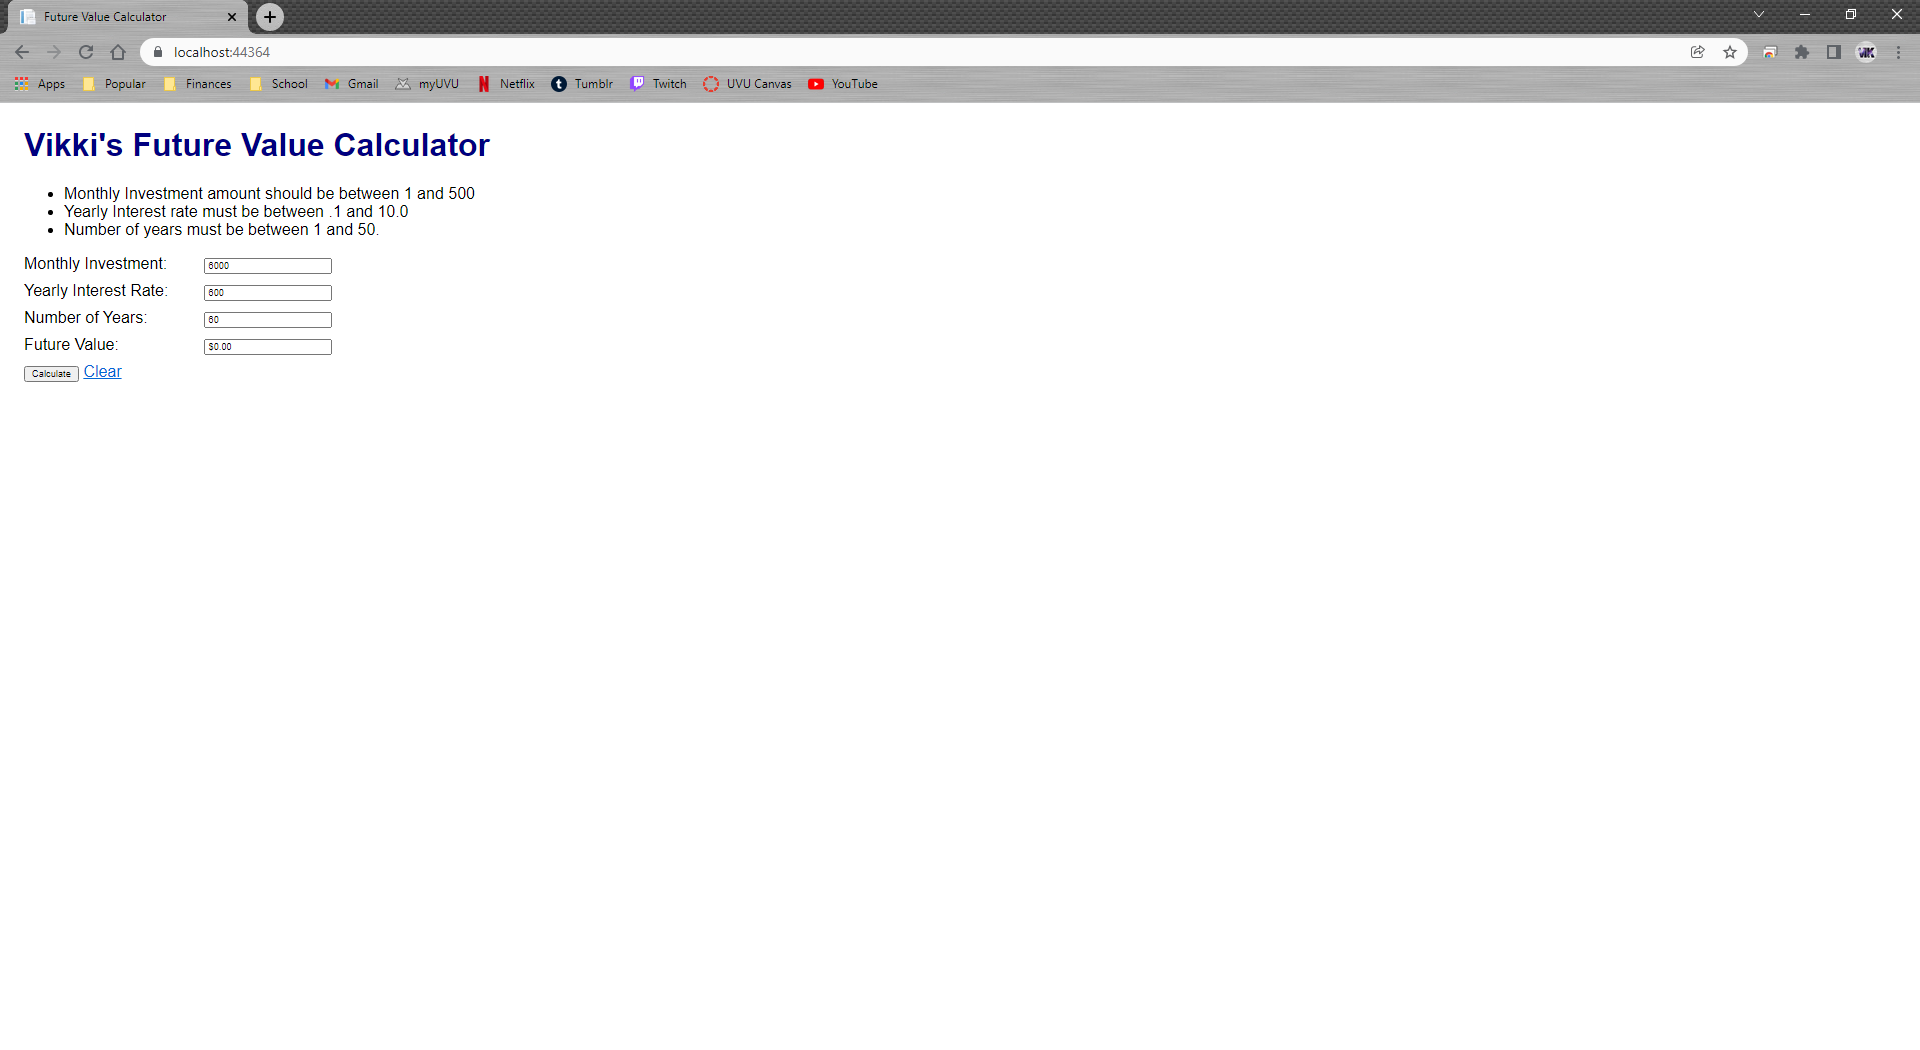 Future Value Calculator
localhost:44364
Apps Popular Finances School Gmail myUVU Netflix Tumblr Twitch UVU Canvas YouTube
Vikki's Future Value Calculator
Monthly Investment amount should be between 1 and 500
Yearly Interest rate must be between .1 and 10.0
Number of years must be between 1 and 50.
Monthly Investment: 6000
Yearly Interest Rate: 600
Number of Years: 60
Future Value: $0.00
Calculate Clear